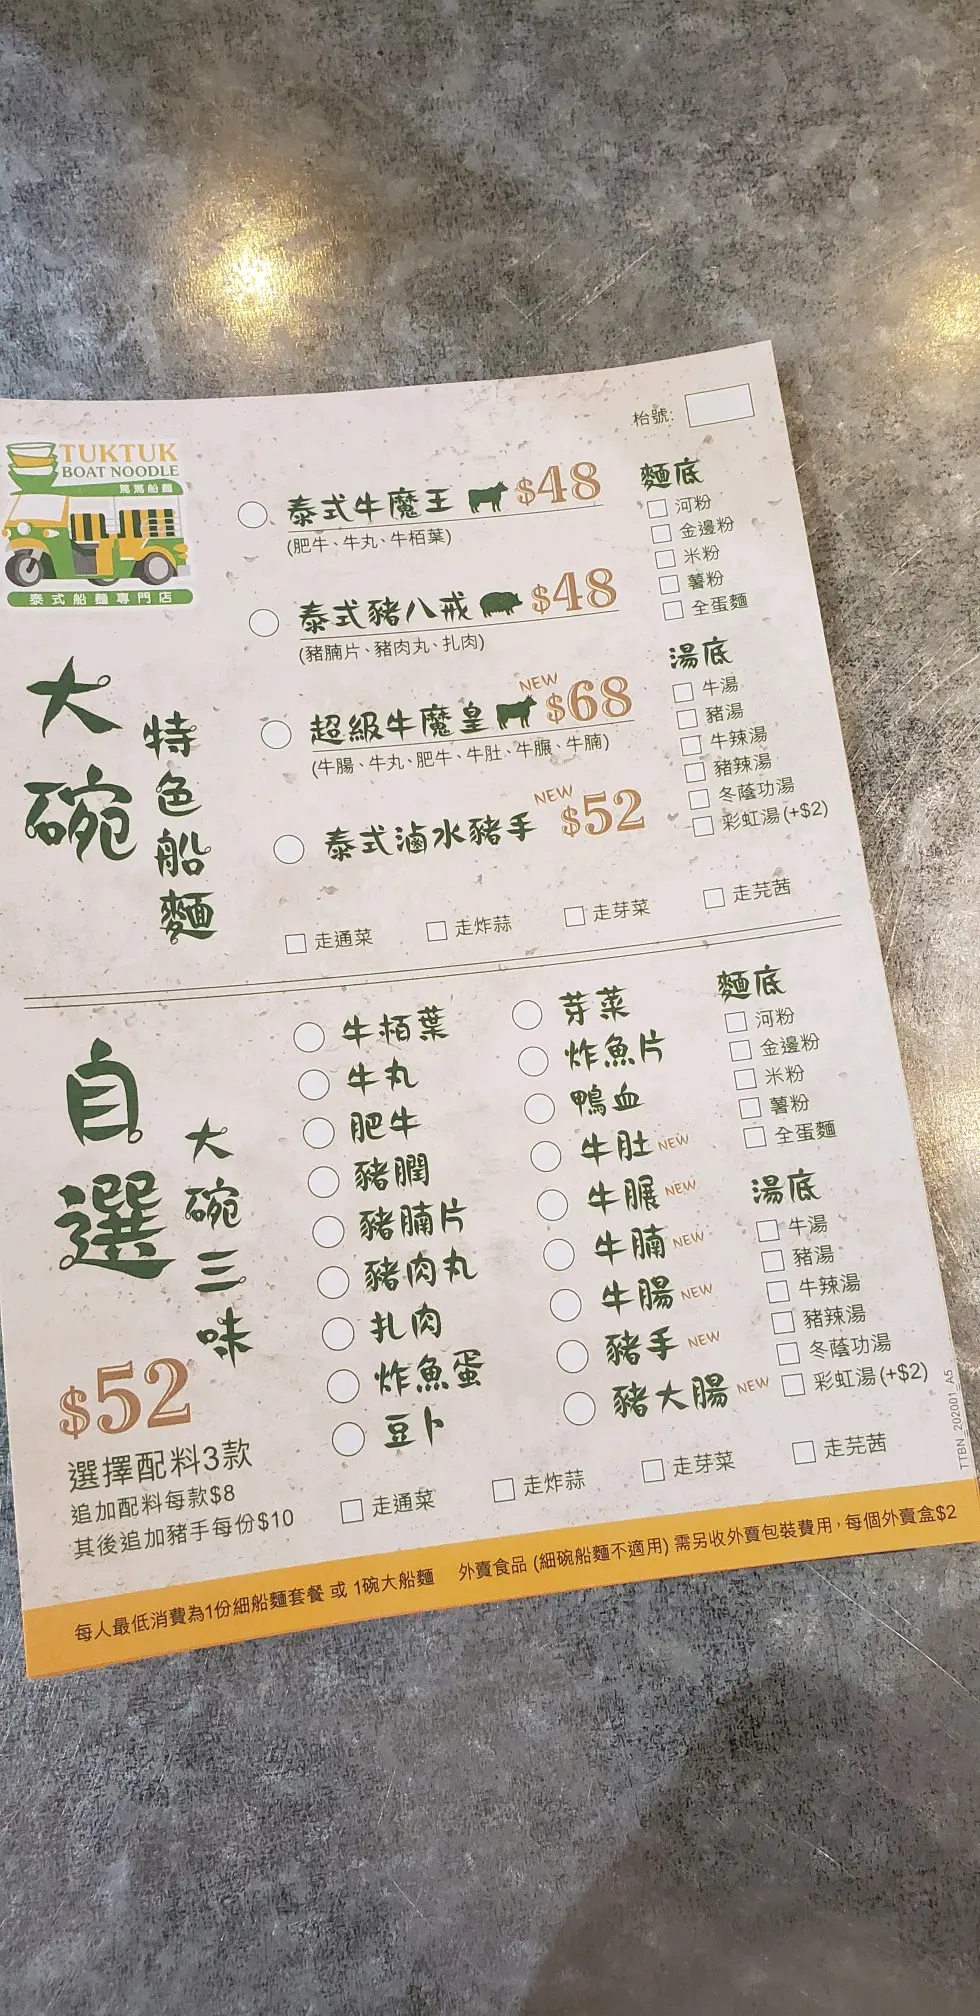 枱號:
TUKTUK
BOAT NOODLE
篤篤船麵
泰式船麵專門店
大碗
特色船麵
泰式牛魔王 $48
(肥牛、牛丸、牛栢葉)
泰式豬八戒 $48
(豬腩片、豬肉丸、扎肉)
NEW
超級牛魔皇 $68
(牛腸、牛丸、肥牛、牛肚、牛𦟌、牛腩)
NEW
泰式滷水豬手 $52
麵底
河粉
金邊粉
米粉
薯粉
全蛋麵
湯底
牛湯
豬湯
牛辣湯
豬辣湯
冬蔭功湯
彩虹湯(+$2)
走通菜
走炸蒜
走芽菜
走芫茜
自選
大碗三味
$52
選擇配料3款
追加配料每款$8
其後追加豬手每份$10
牛栢葉
牛丸
肥牛
豬膶
豬腩片
豬肉丸
扎肉
炸魚蛋
豆卜
芽菜
炸魚片
鴨血
牛肚 NEW
牛𦟌 NEW
牛腩 NEW
牛腸 NEW
豬手 NEW
豬大腸 NEW
麵底
河粉
金邊粉
米粉
薯粉
全蛋麵
湯底
牛湯
豬湯
牛辣湯
豬辣湯
冬蔭功湯
彩虹湯(+$2)
走通菜
走炸蒜
走芽菜
走芫茜
TTBN_202001_A5
每人最低消費為1份細船麵套餐 或 1碗大船麵 外賣食品 (細碗船麵不適用) 需另收外賣包裝費用，每個外賣盒$2